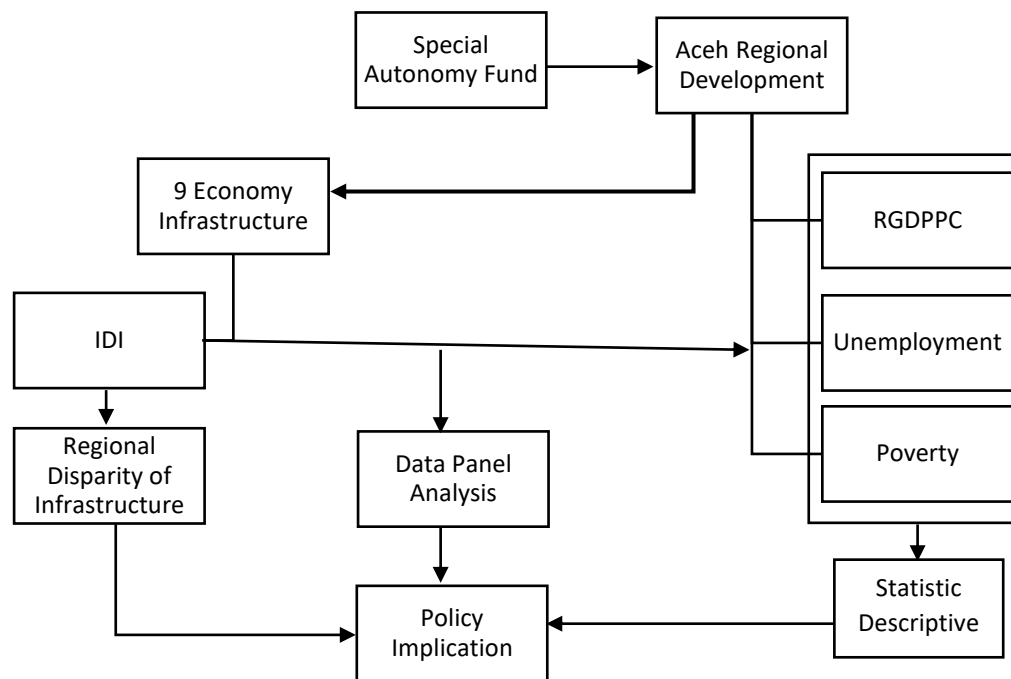 Special
Autonomy Fund
Aceh Regional
Development
9 Economy
Infrastructure
RGDPPC
IDI
Unemployment
Regional
Disparity of
Infrastructure
Data Panel
Analysis
Poverty
Policy
Implication
Statistic
Descriptive